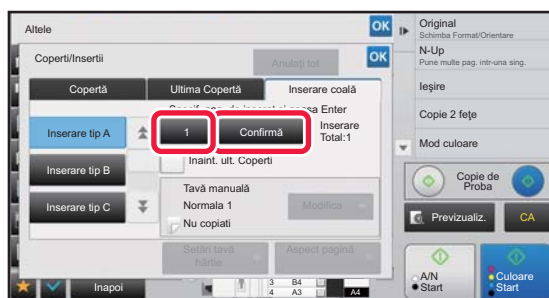 Altele
OK
Coperti/Insertii
Anulați tot
OK
Copertă
Ultima Copertă
Inserare coală
Inserare tip A
1
Confirmă
Inserare
Total:1
Inserare tip B
Inaint. ult. Coperti
Inserare tip C
Tavă manuală
Normala 1
Nu copiati
Modifica
Setări tavă
hârtie
Aspect pagină
Inapoi
3 B4
4 A3
A4
Original
Schimba Format/Orientare
N-Up
Pune multe pag. intr-una sing.
Ieşire
Copie 2 feţe
Mod culoare
Copie de
Proba
Previzualiz.
CA
A/N
Start
Culoare
Start